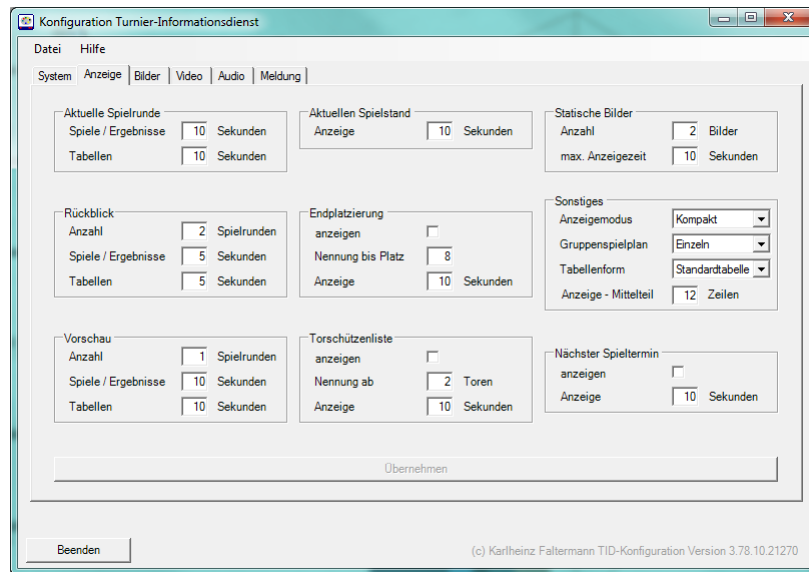 Konfiguration Turnier-Informationsdienst
Datei Hilfe
System Anzeige Bilder Video Audio Meldung
Aktuelle Spielrunde
Spiele / Ergebnisse 10 Sekunden
Tabellen 10 Sekunden
Aktuellen Spielstand
Anzeige 10 Sekunden
Statische Bilder
Anzahl 2 Bilder
max. Anzeigezeit 10 Sekunden
Rückblick
Anzahl 2 Spielrunden
Spiele / Ergebnisse 5 Sekunden
Tabellen 5 Sekunden
Endplatzierung
anzeigen
Nennung bis Platz 8
Anzeige 10 Sekunden
Sonstiges
Anzeigemodus Kompakt
Gruppenspielplan Einzeln
Tabellenform Standardtabelle
Anzeige - Mittelteil 12 Zeilen
Vorschau
Anzahl 1 Spielrunden
Spiele / Ergebnisse 10 Sekunden
Tabellen 10 Sekunden
Torschützenliste
anzeigen
Nennung ab 2 Toren
Anzeige 10 Sekunden
Nächster Spieltermin
anzeigen
Anzeige 10 Sekunden
Übernehmen
Beenden
(c) Karlheinz Faltermann TID-Konfiguration Version 3.78.10.21270